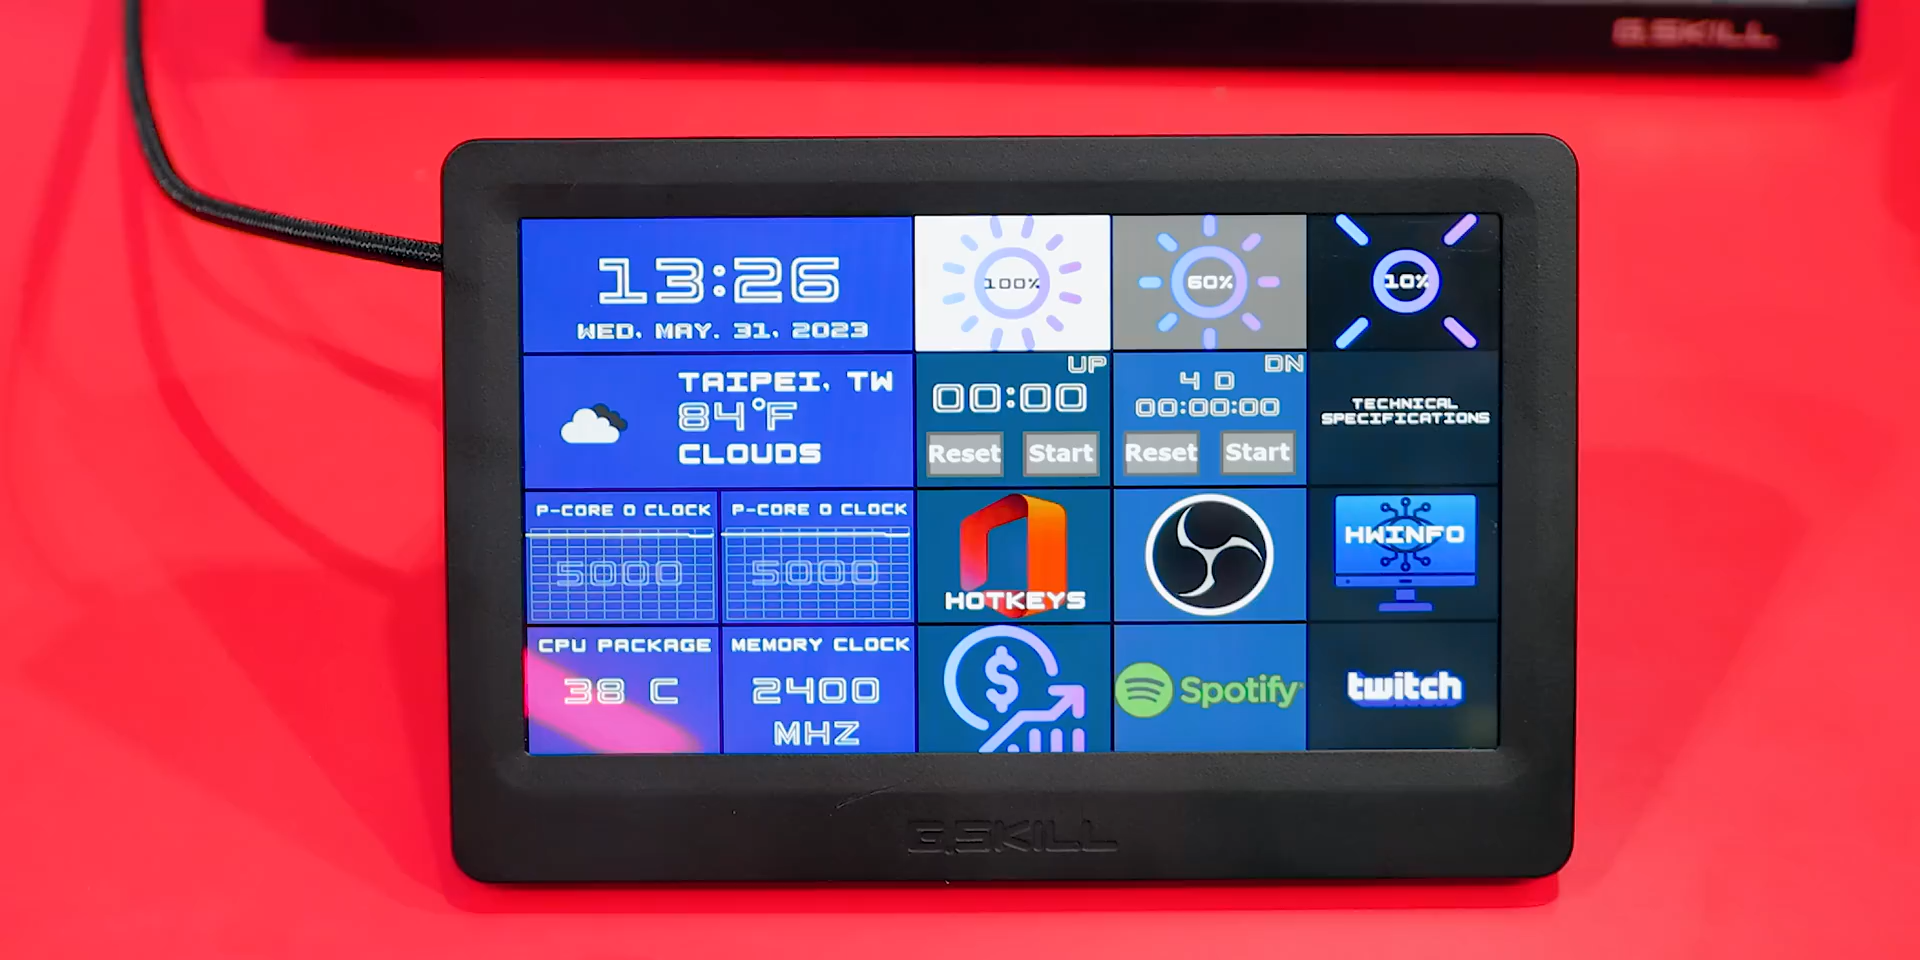 G.SKILL
13:26
WED. MAY. 31, 2023
100%
60%
10%
TAIPEI, TW
84°F
CLOUDS
UP
00:00
Reset Start
DN
4 D
00:00:00
Reset Start
TECHNICAL
SPECIFICATIONS
P-CORE 0 CLOCK
5000
P-CORE 0 CLOCK
5000
HOTKEYS
HWINFO
CPU PACKAGE
38 C
MEMORY CLOCK
2400
MHZ
$
Spotify
twitch
G.SKILL